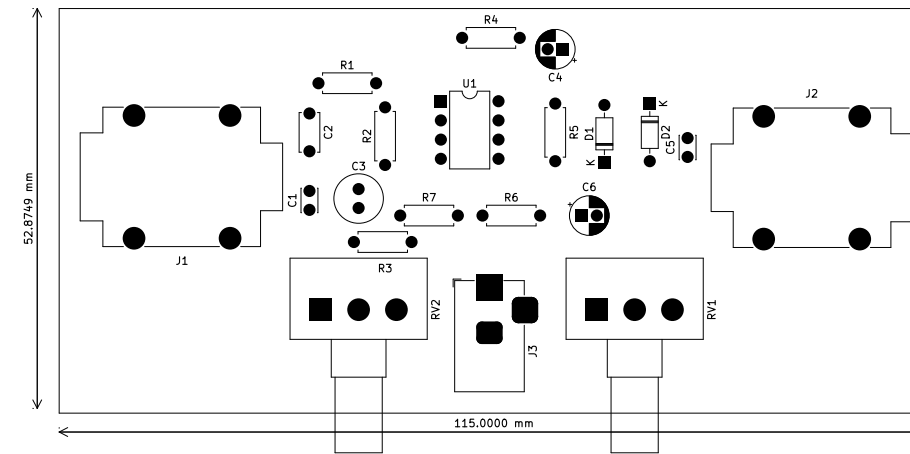 R4
+
C4
R1
U1
J2
K
C2
R2
R5
D1
D2
C5
K
C3
C6
+
C1
R7
R6
J1
R3
52.8749 mm
RV2
RV1
J3
115.0000 mm